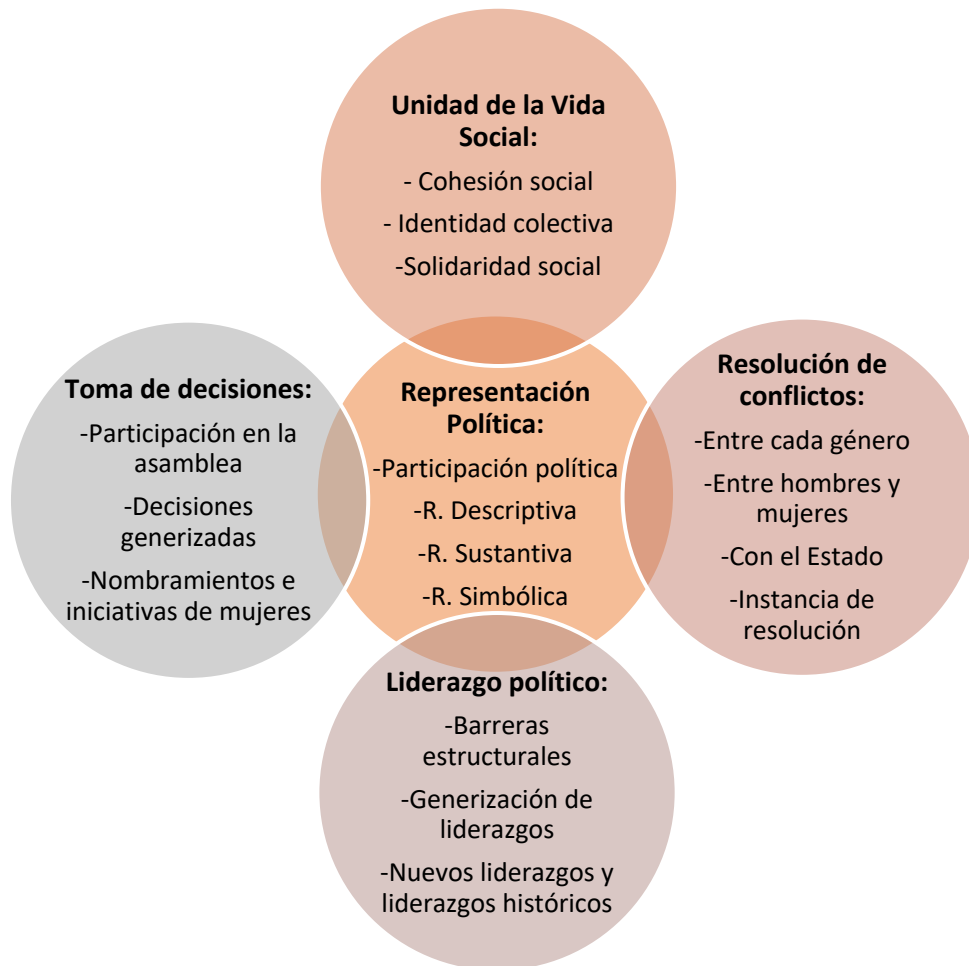 Unidad de la Vida
Social:
- Cohesión social
- Identidad colectiva
-Solidaridad social
Toma de decisiones:
-Participación en la
asamblea
-Decisiones
generizadas
-Nombramientos e
iniciativas de mujeres
Representación
Política:
-Participación política
-R. Descriptiva
-R. Sustantiva
-R. Simbólica
Resolución de
conflictos:
-Entre cada género
-Entre hombres y
mujeres
-Con el Estado
-Instancia de
resolución
Liderazgo político:
-Barreras
estructurales
-Generización de
liderazgos
-Nuevos liderazgos y
liderazgos históricos